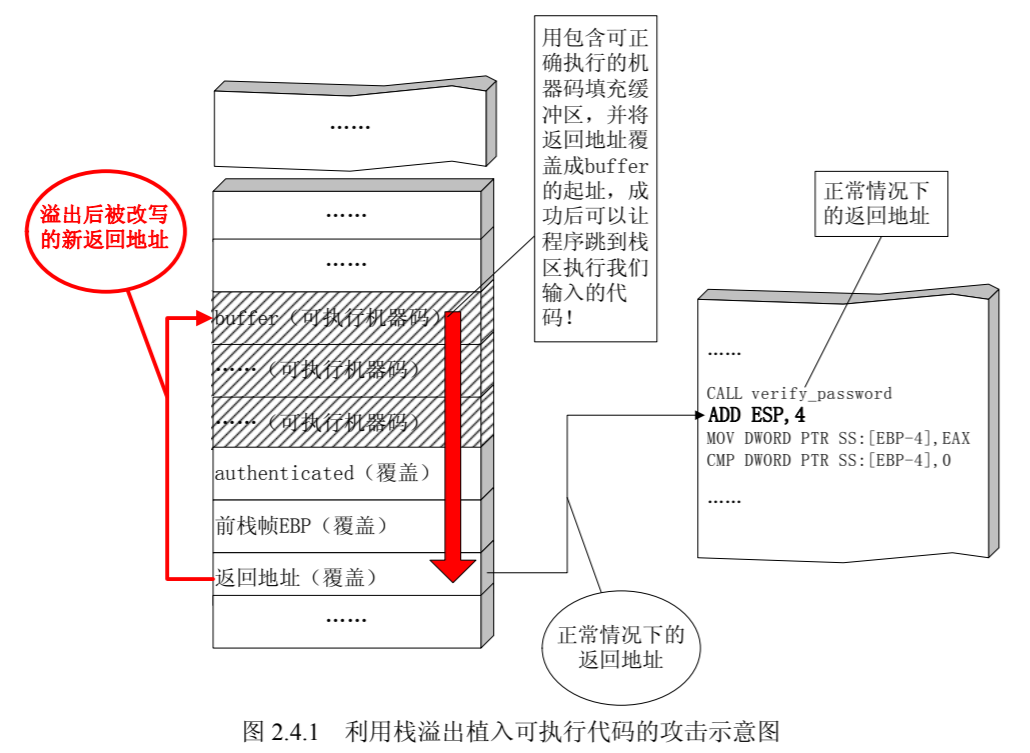 用包含可正
确执行的机
器码填充缓
冲区，并将
返回地址覆
盖成buffer
的起址，成
功后可以让
程序跳到栈
区执行我们
输入的代
码！
……
溢出后被改写
的新返回地址
……
……
buffer（可执行机器码）
……（可执行机器码）
……（可执行机器码）
authenticated（覆盖）
前栈帧EBP（覆盖）
返回地址（覆盖）
……
正常情况下
的返回地址
……
CALL verify_password
ADD ESP,4
MOV DWORD PTR SS:[EBP-4],EAX
CMP DWORD PTR SS:[EBP-4],0
……
正常情况下的
返回地址
图 2.4.1 利用栈溢出植入可执行代码的攻击示意图